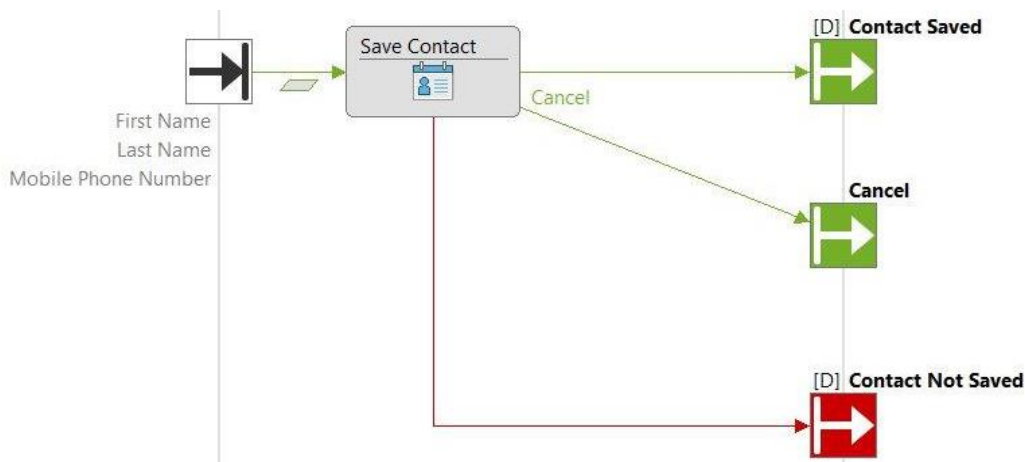 [D] Contact Saved
Save Contact
Cancel
First Name
Last Name
Mobile Phone Number
Cancel
[D] Contact Not Saved